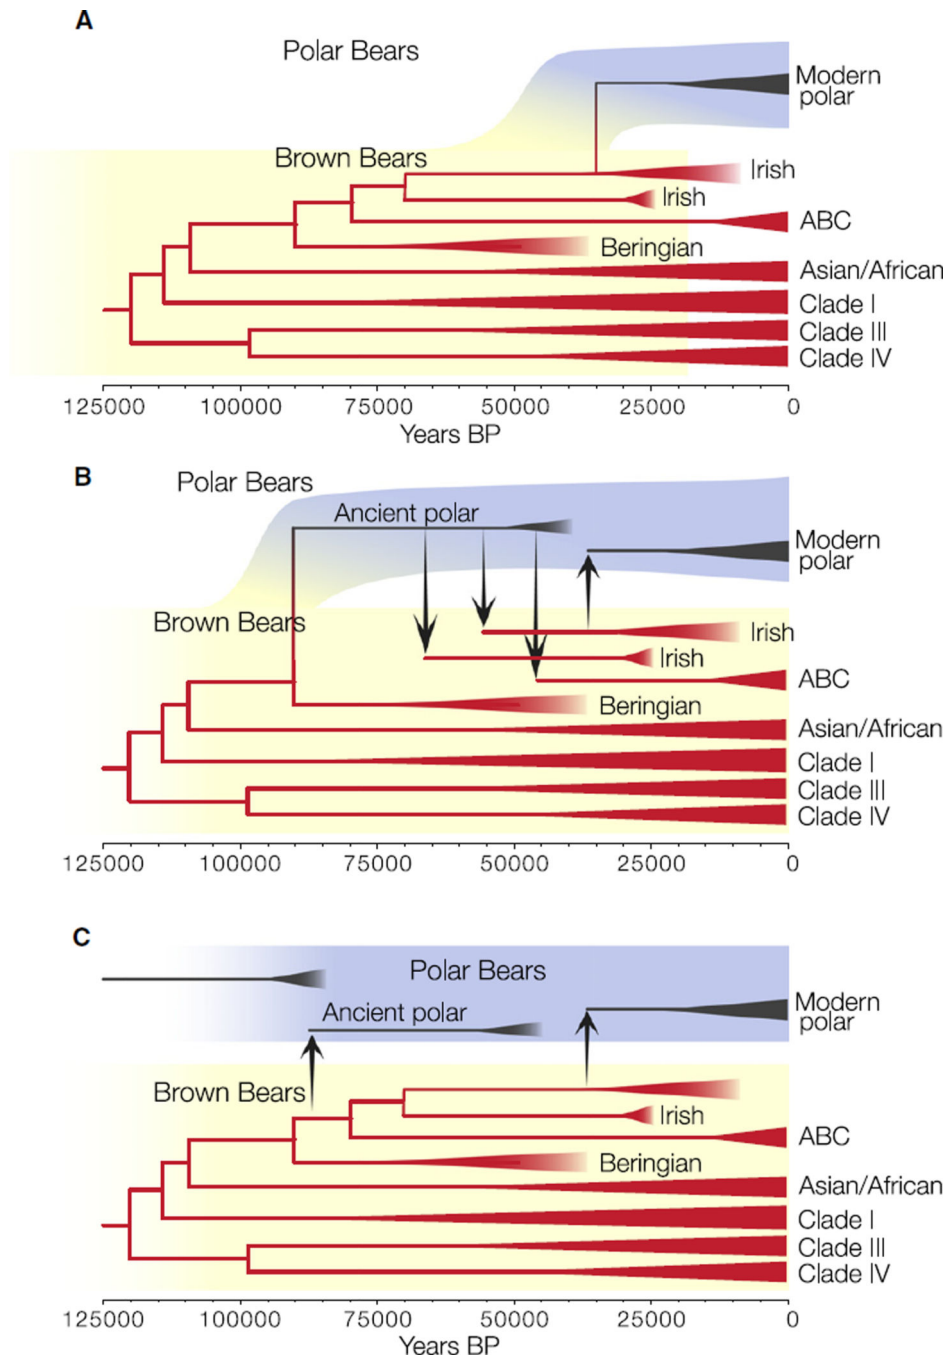 A
Polar Bears
Modern
polar
Brown Bears
Irish
Irish
ABC
Beringian
Asian/African
Clade I
Clade III
Clade IV
125000 100000 75000 50000 25000 0
Years BP
B
Polar Bears
Ancient polar
Modern
polar
Brown Bears
Irish
Irish
ABC
Beringian
Asian/African
Clade I
Clade III
Clade IV
125000 100000 75000 50000 25000 0
C
Polar Bears
Ancient polar
Modern
polar
Brown Bears
Irish
ABC
Beringian
Asian/African
Clade I
Clade III
Clade IV
125000 100000 75000 50000 25000 0
Years BP